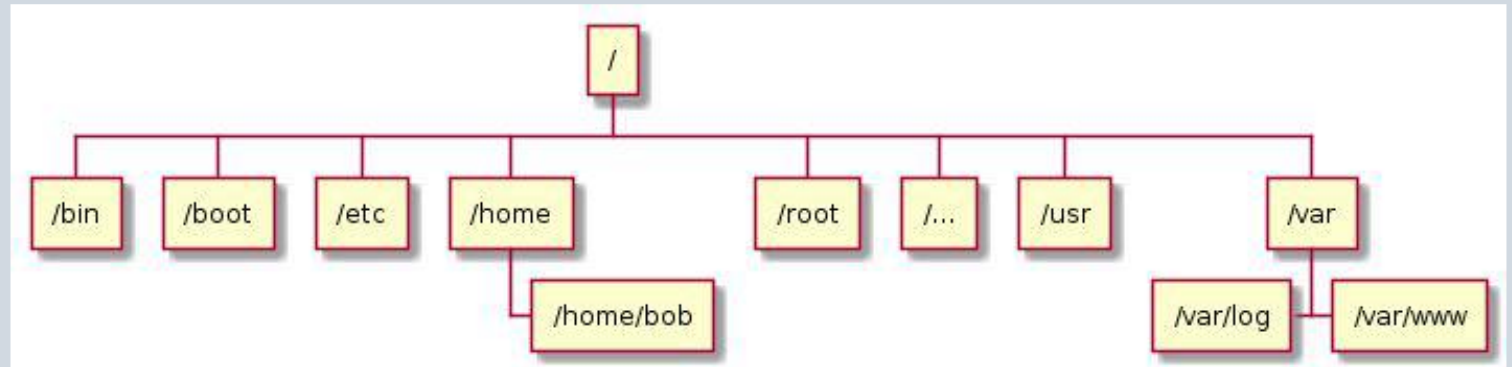 /
/bin /boot /etc /home /root /... /usr /var
/home/bob /var/log /var/www